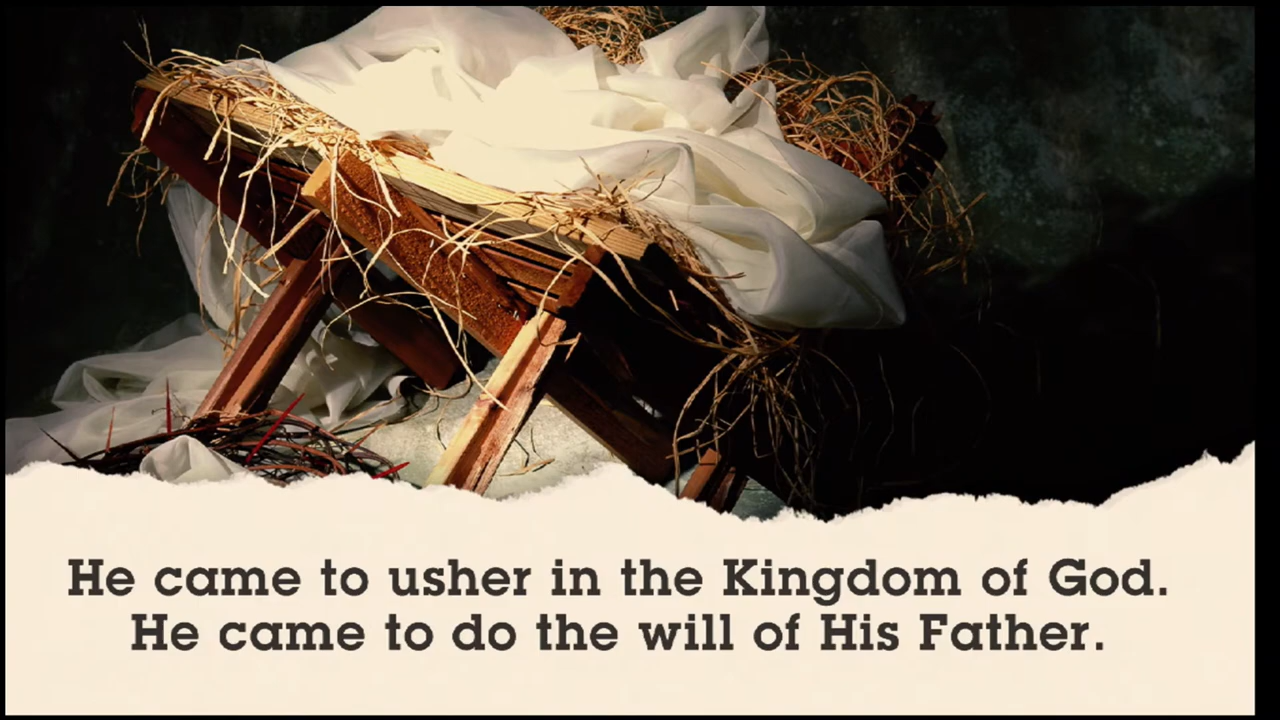 He came to usher in the Kingdom of God.
He came to do the will of His Father.